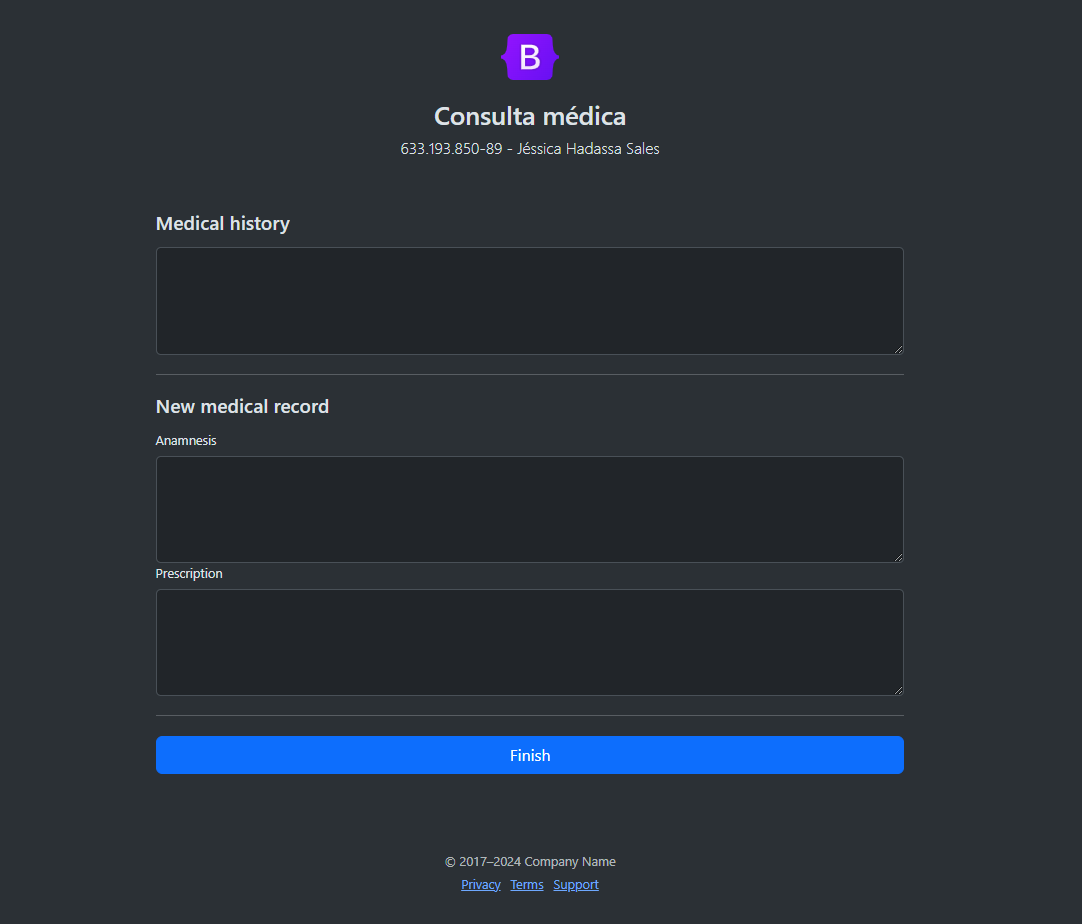 B
Consulta médica
633.193.850-89 - Jéssica Hadassa Sales
Medical history
New medical record
Anamnesis
Prescription
Finish
© 2017–2024 Company Name
Privacy Terms Support